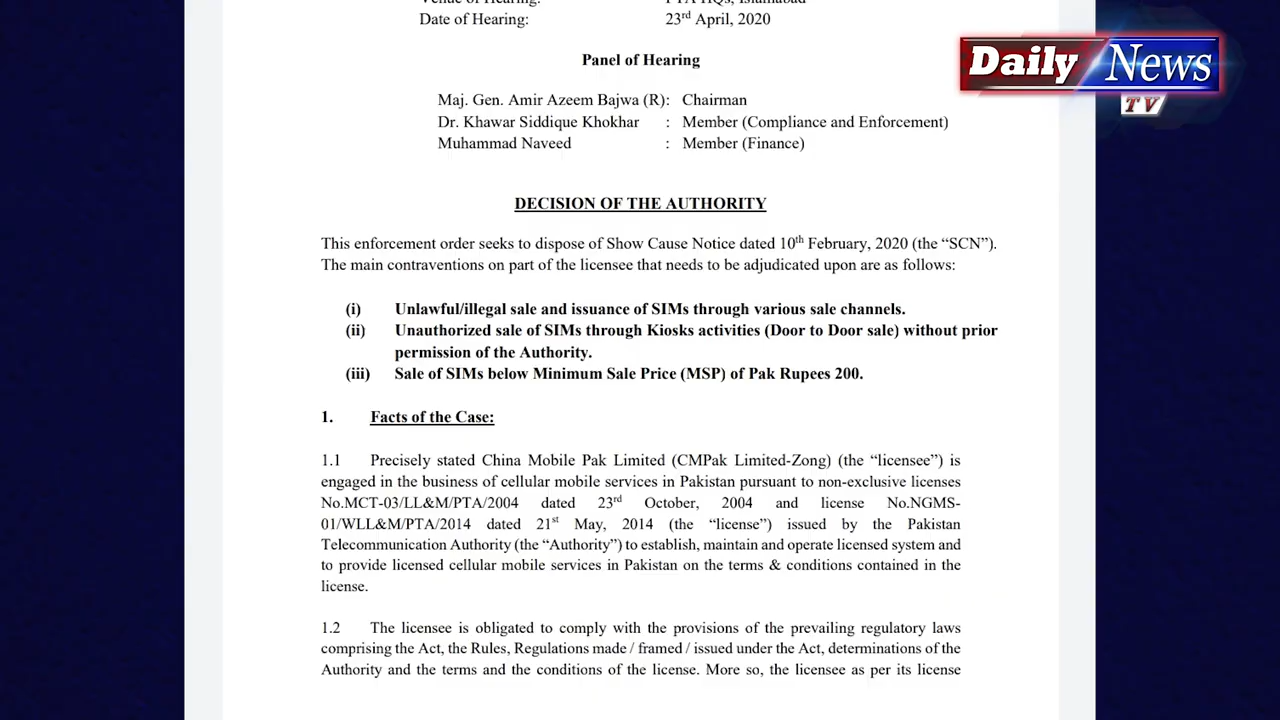 Venue of Hearing: PTA HQs, Islamabad
Date of Hearing: 23rd April, 2020
Daily News
TV
Panel of Hearing
Maj. Gen. Amir Azeem Bajwa (R): Chairman
Dr. Khawar Siddique Khokhar : Member (Compliance and Enforcement)
Muhammad Naveed : Member (Finance)
DECISION OF THE AUTHORITY
This enforcement order seeks to dispose of Show Cause Notice dated 10th February, 2020 (the “SCN”).
The main contraventions on part of the licensee that needs to be adjudicated upon are as follows:
(i) Unlawful/illegal sale and issuance of SIMs through various sale channels.
(ii) Unauthorized sale of SIMs through Kiosks activities (Door to Door sale) without prior
permission of the Authority.
(iii) Sale of SIMs below Minimum Sale Price (MSP) of Pak Rupees 200.
1. Facts of the Case:
1.1 Precisely stated China Mobile Pak Limited (CMPak Limited-Zong) (the “licensee”) is
engaged in the business of cellular mobile services in Pakistan pursuant to non-exclusive licenses
No.MCT-03/LL&M/PTA/2004 dated 23rd October, 2004 and license No.NGMS-
01/WLL&M/PTA/2014 dated 21st May, 2014 (the “license”) issued by the Pakistan
Telecommunication Authority (the “Authority”) to establish, maintain and operate licensed system and
to provide licensed cellular mobile services in Pakistan on the terms & conditions contained in the
license.
1.2 The licensee is obligated to comply with the provisions of the prevailing regulatory laws
comprising the Act, the Rules, Regulations made / framed / issued under the Act, determinations of the
Authority and the terms and the conditions of the license. More so, the licensee as per its license